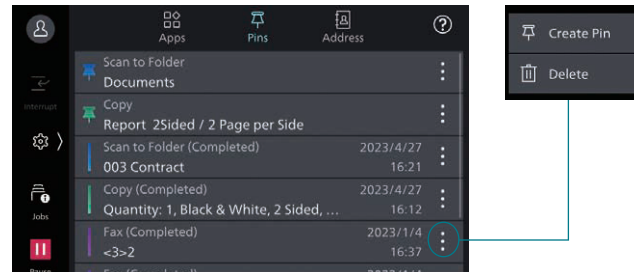 Apps
Pins
Address
?
Create Pin
Delete
Interrupt
Jobs
Pause
Scan to Folder
Documents
Copy
Report 2Sided / 2 Page per Side
Scan to Folder (Completed) 2023/4/27
003 Contract 16:21
Copy (Completed) 2023/4/27
Quantity: 1, Black & White, 2 Sided, ... 16:12
Fax (Completed) 2023/1/4
<3>2 16:37